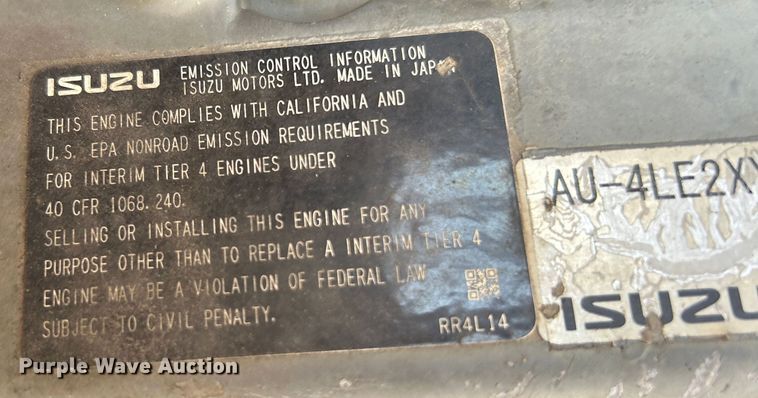 ISUZU EMISSION CONTROL INFORMATION
ISUZU MOTORS LTD. MADE IN JAPAN
THIS ENGINE COMPLIES WITH CALIFORNIA AND
U.S. EPA NONROAD EMISSION REQUIREMENTS
FOR INTERIM TIER 4 ENGINES UNDER
40 CFR 1068.240.
SELLING OR INSTALLING THIS ENGINE FOR ANY
PURPOSE OTHER THAN TO REPLACE A INTERIM TIER 4
ENGINE MAY BE A VIOLATION OF FEDERAL LAW
SUBJECT TO CIVIL PENALTY.
RR4L14
AU-4LE2X
ISUZU
Purple Wave Auction